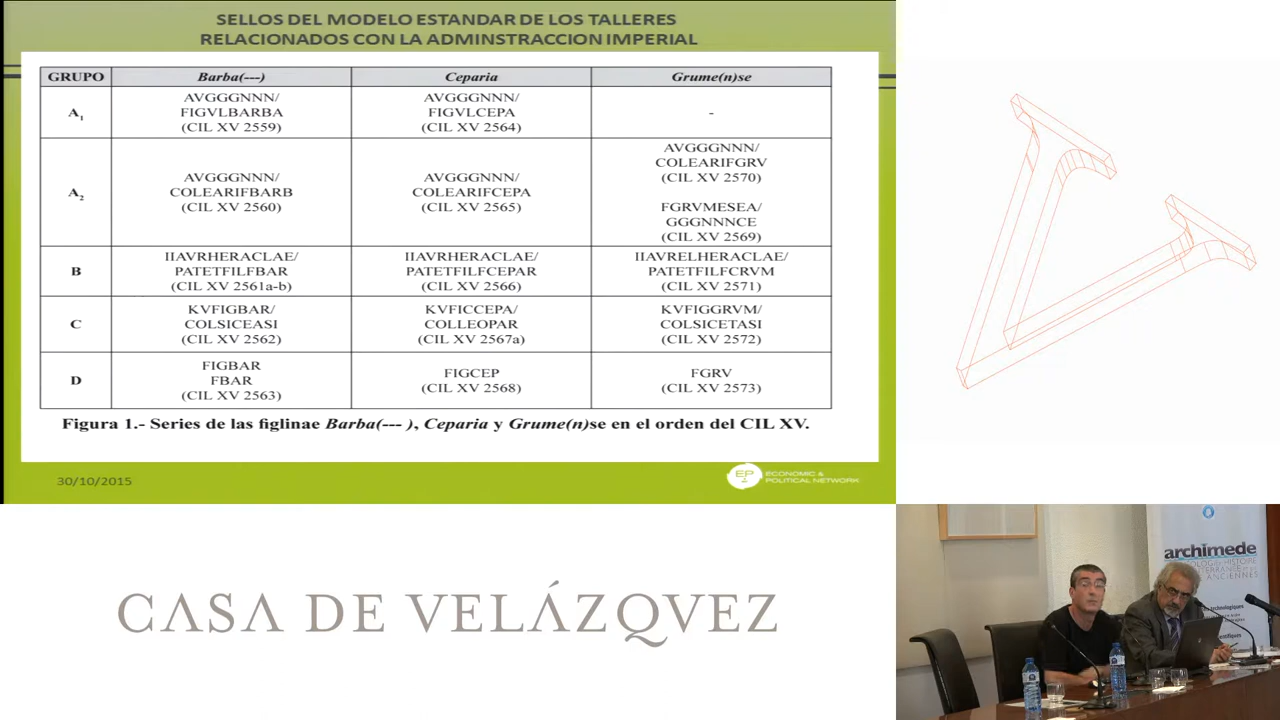 SELLOS DEL MODELO ESTANDAR DE LOS TALLERES
RELACIONADOS CON LA ADMINSTRACCION IMPERIAL
GRUPO Barba(---) Ceparia Grume(n)se
A1
AVGGGNNN/
FIGVLBARBA
(CIL XV 2559)
AVGGGNNN/
FIGVLCEPA
(CIL XV 2564)
-
A2
AVGGGNNN/
COLEARIFBARB
(CIL XV 2560)
AVGGGNNN/
COLEARIFCEPA
(CIL XV 2565)
AVGGGNNN/
COLEARIFGRV
(CIL XV 2570)
FGRVMESEA/
GGGNNNCE
(CIL XV 2569)
B
IIAVRHERACLAE/
PATETFILFBAR
(CIL XV 2561a-b)
IIAVRHERACLAE/
PATETFILFCEPAR
(CIL XV 2566)
IIAVRELHERACLAE/
PATETFILFCRVM
(CIL XV 2571)
C
KVFIGBAR/
COLSICEASI
(CIL XV 2562)
KVFICCEPA/
COLLEOPAR
(CIL XV 2567a)
KVFIGGRVM/
COLSICETASI
(CIL XV 2572)
D
FIGBAR
FBAR
(CIL XV 2563)
FIGCEP
(CIL XV 2568)
FGRV
(CIL XV 2573)
Figura 1.- Series de las figlinae Barba(--- ), Ceparia y Grume(n)se en el orden del CIL XV.
30/10/2015
EP
ECONOMIC &
POLITICAL NETWORK
CASA DE VELÁZQVEZ
archimede